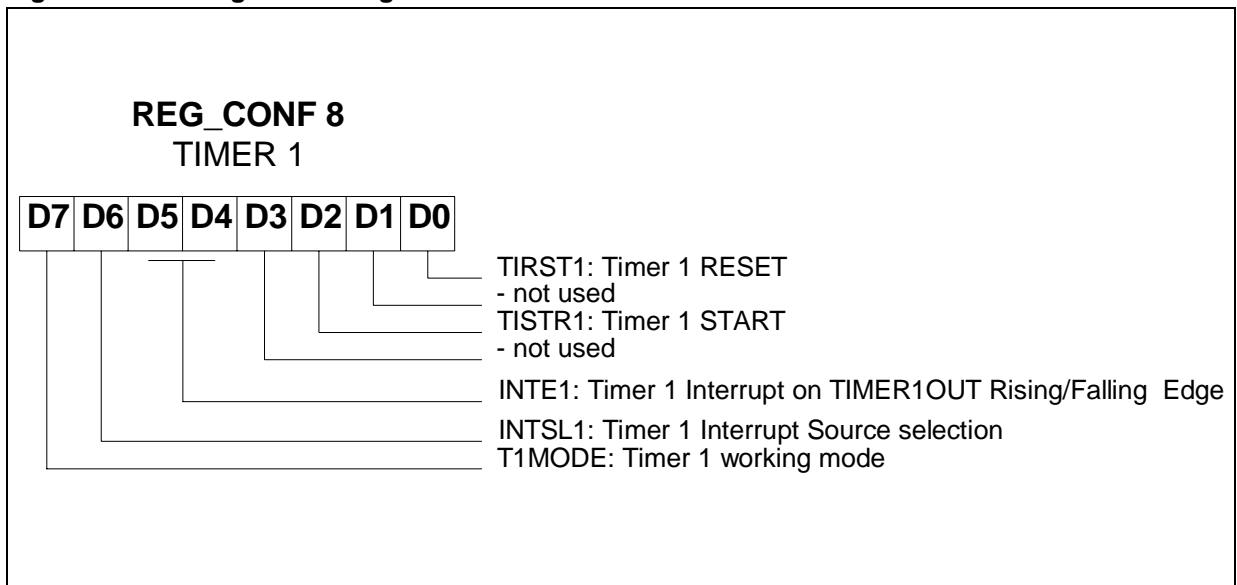 REG_CONF 8
TIMER 1
D7 D6 D5 D4 D3 D2 D1 D0
TIRST1: Timer 1 RESET
- not used
TISTR1: Timer 1 START
- not used
INTE1: Timer 1 Interrupt on TIMER1OUT Rising/Falling Edge
INTSL1: Timer 1 Interrupt Source selection
T1MODE: Timer 1 working mode